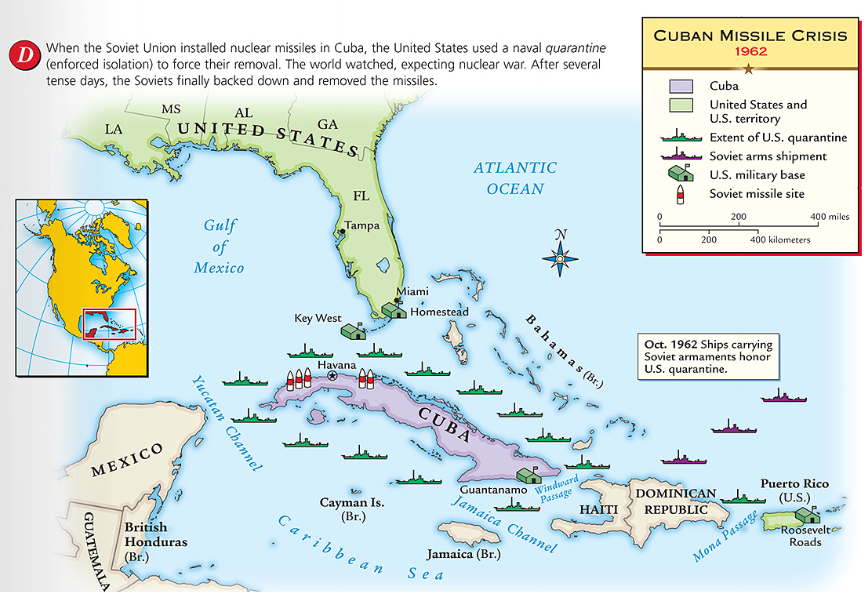 D
When the Soviet Union installed nuclear missiles in Cuba, the United States used a naval quarantine
(enforced isolation) to force their removal. The world watched, expecting nuclear war. After several
tense days, the Soviets finally backed down and removed the missiles.
CUBAN MISSILE CRISIS
1962
Cuba
United States and
U.S. territory
Extent of U.S. quarantine
Soviet arms shipment
U.S. military base
Soviet missile site
0 200 400 miles
0 200 400 kilometers
MS
AL
GA
LA
UNITED STATES
ATLANTIC
OCEAN
FL
Tampa
Gulf
of
Mexico
N
Miami
Homestead
Key West
Bahamas (Br.)
Oct. 1962 Ships carrying
Soviet armaments honor
U.S. quarantine.
Havana
Yucatan Channel
CUBA
MEXICO
Guantanamo
Windward
Passage
Cayman Is.
(Br.)
Jamaica Channel
HAITI
DOMINICAN
REPUBLIC
Puerto Rico
(U.S.)
Mona Passage
Roosevelt
Roads
GUATEMALA
British
Honduras
(Br.)
Jamaica (Br.)
Caribbean Sea